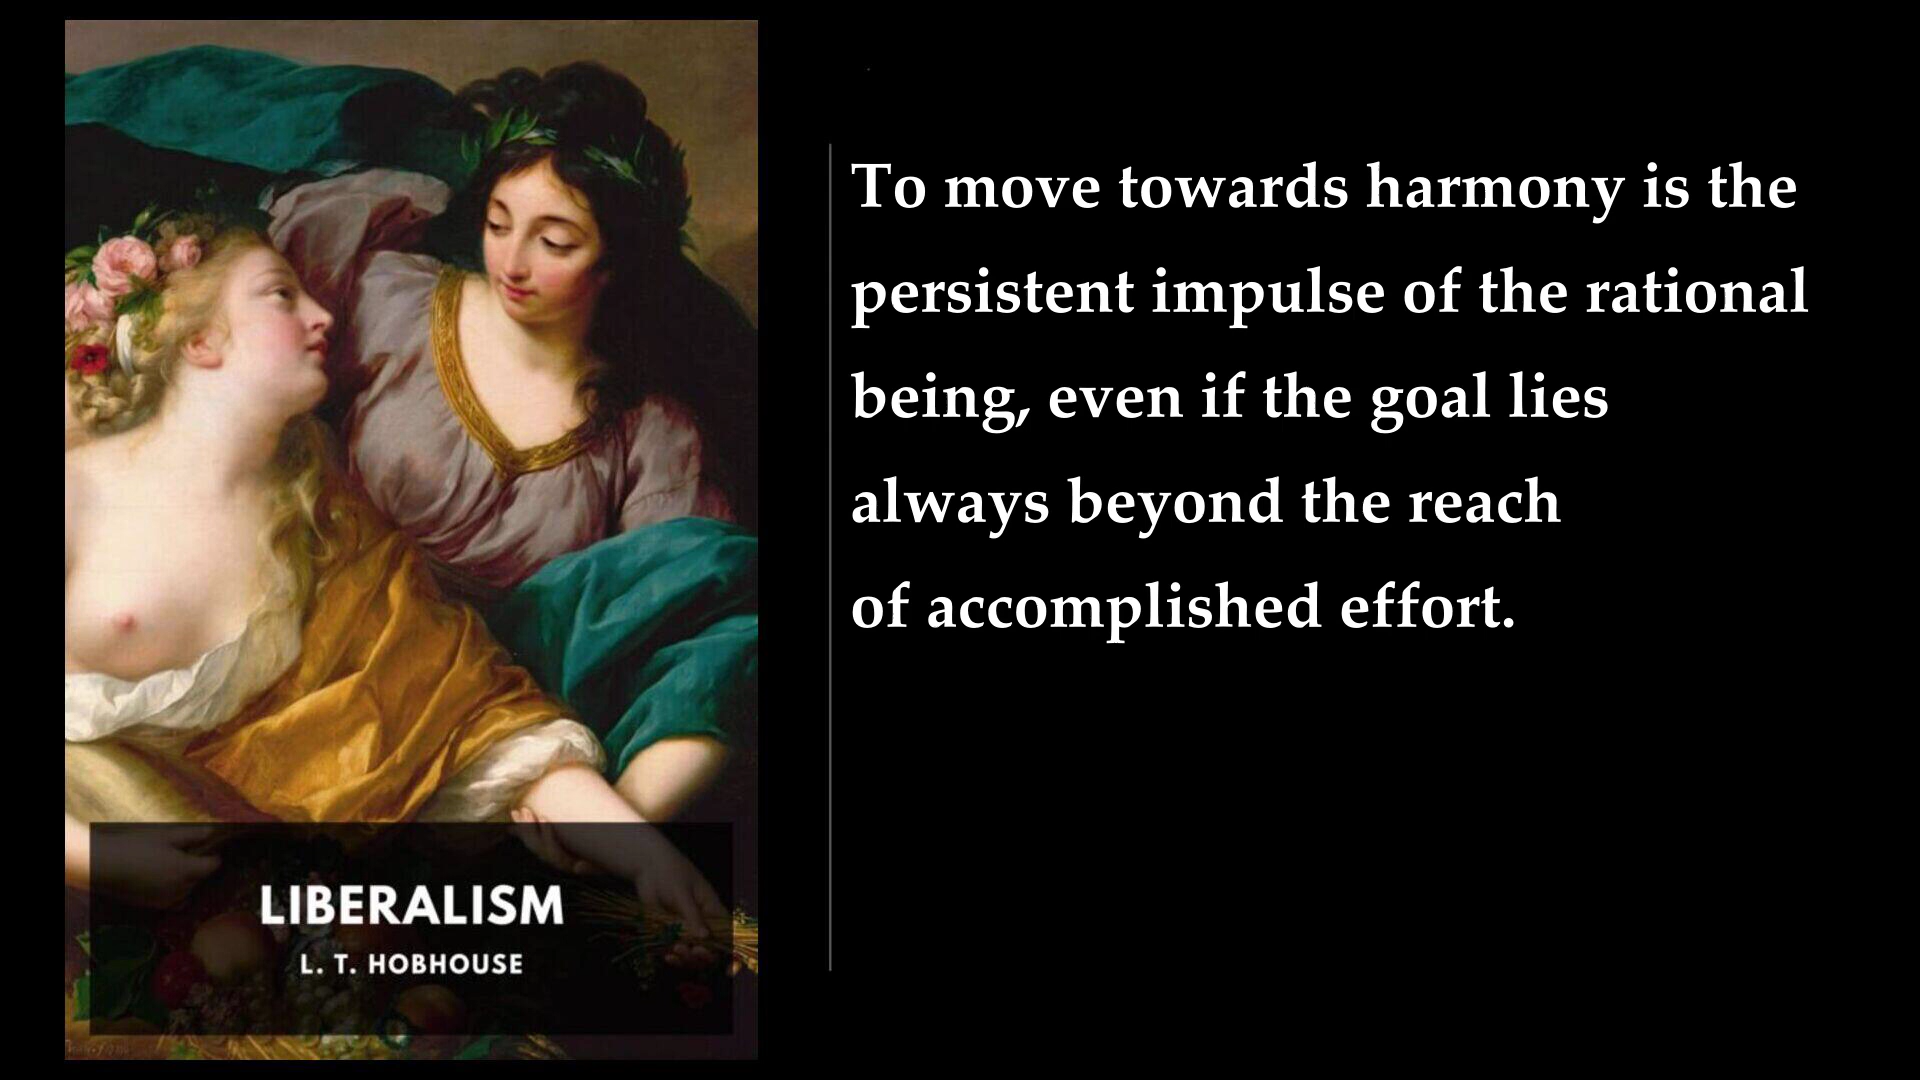 To move towards harmony is the
persistent impulse of the rational
being, even if the goal lies
always beyond the reach
of accomplished effort.
LIBERALISM
L. T. HOBHOUSE